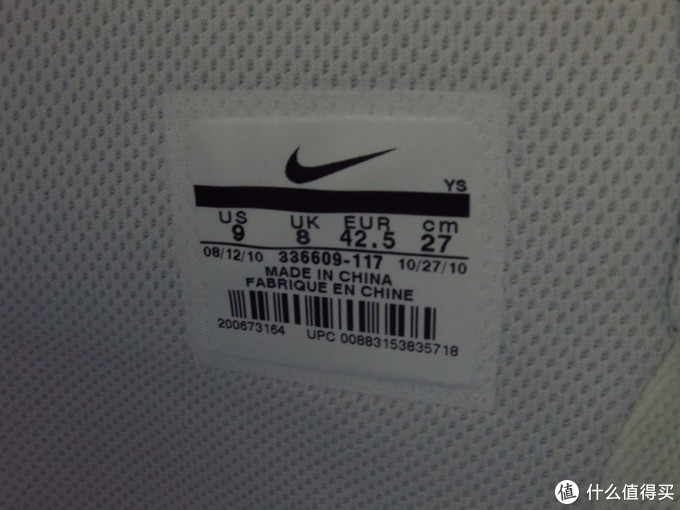 YS
US UK EUR cm
9 8 42.5 27
08/12/10 336609-117 10/27/10
MADE IN CHINA
FABRIQUE EN CHINE
200673164 UPC 00883153835718
值 什么值得买